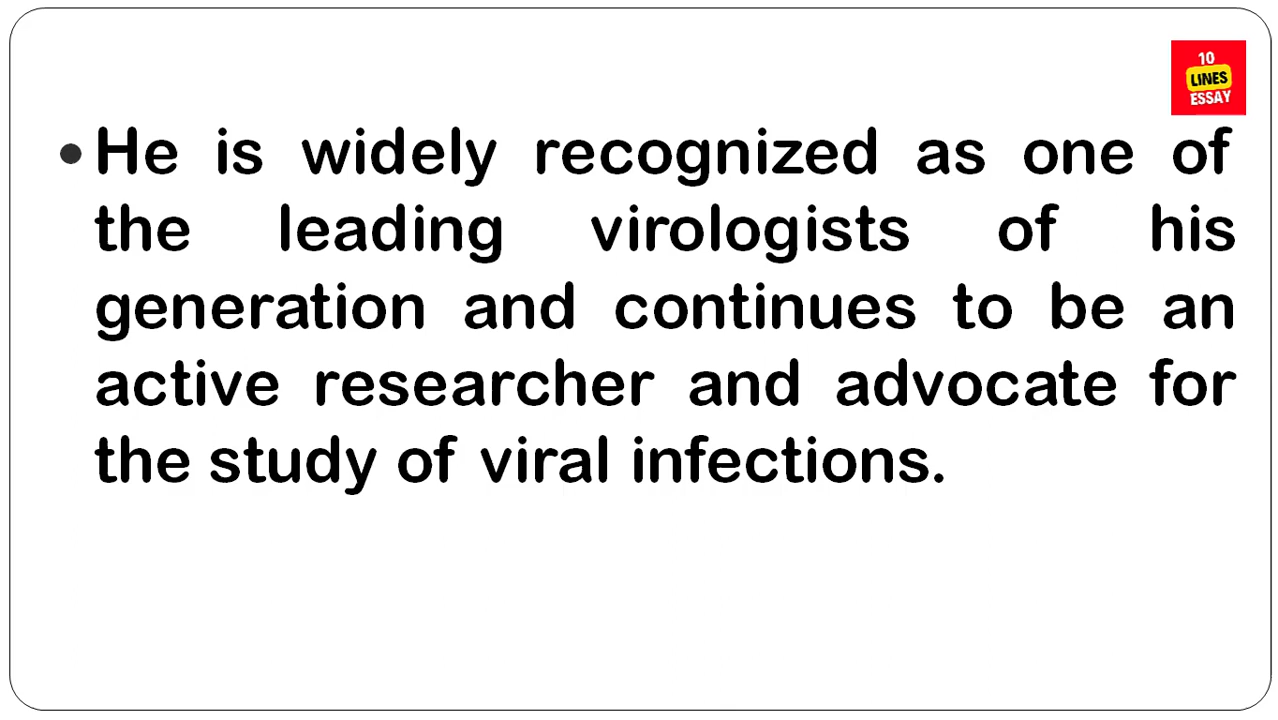 10
LINES
ESSAY
• He is widely recognized as one of
the leading virologists of his
generation and continues to be an
active researcher and advocate for
the study of viral infections.